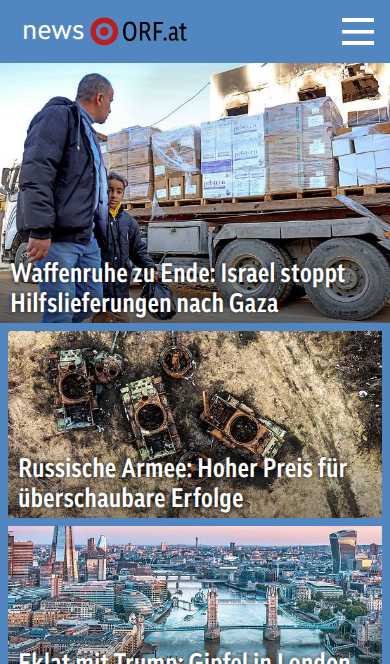 news ORF.at
Waffenruhe zu Ende: Israel stoppt
Hilfslieferungen nach Gaza
Russische Armee: Hoher Preis für
überschaubare Erfolge
Eklat mit Trump: Gipfel in London